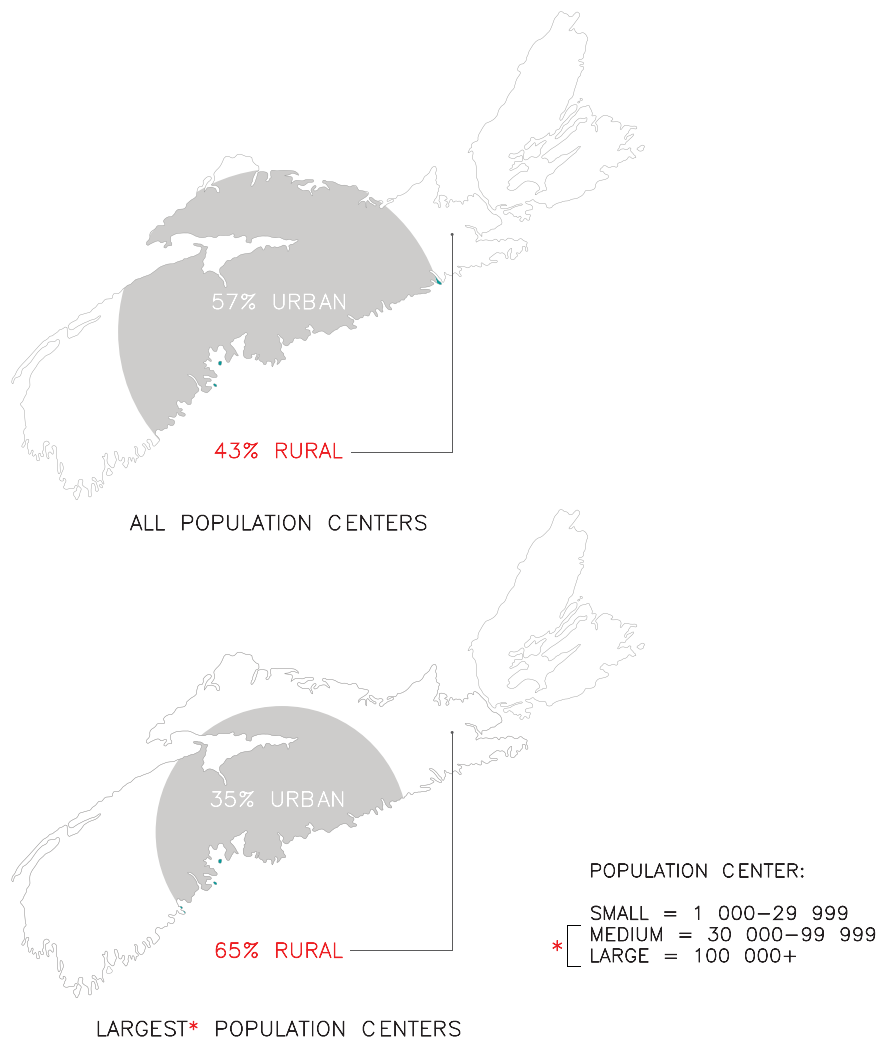 57% URBAN
43% RURAL
ALL POPULATION CENTERS
35% URBAN
65% RURAL
LARGEST* POPULATION CENTERS
POPULATION CENTER:
SMALL = 1 000–29 999
* MEDIUM = 30 000–99 999
LARGE = 100 000+